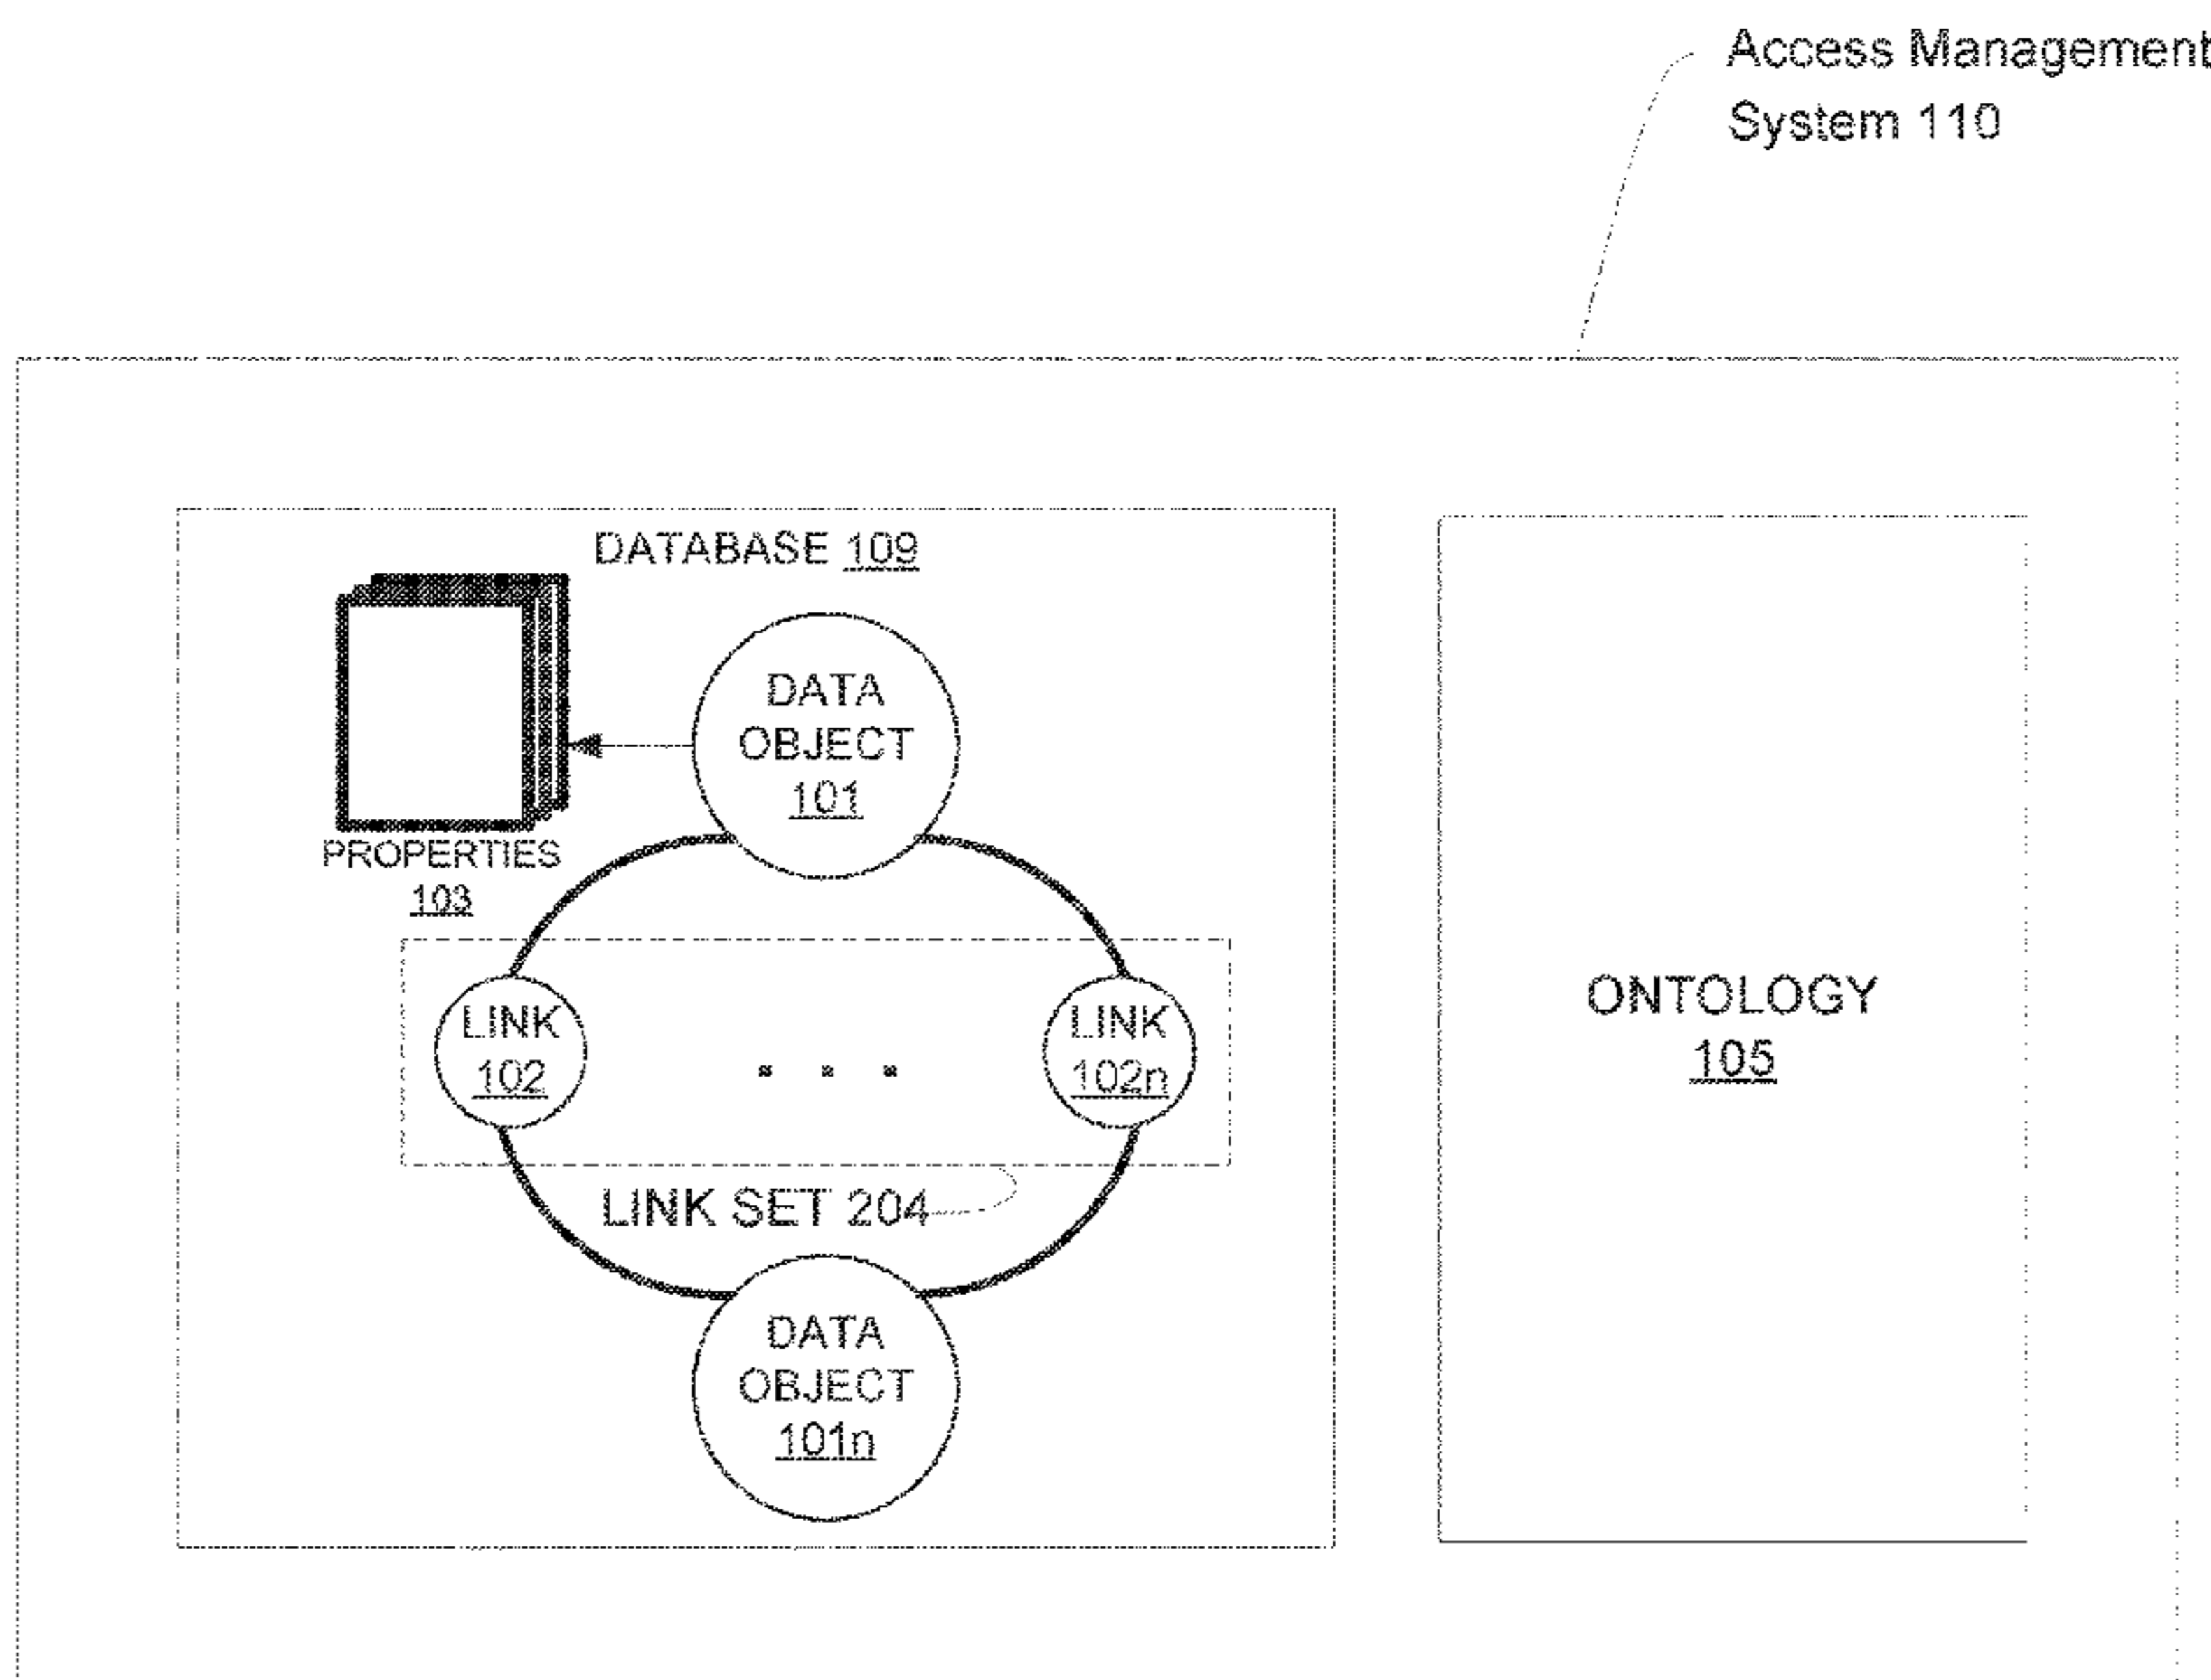 Access Management
System 110
DATABASE 109
DATA
OBJECT
101
PROPERTIES
103
LINK
102
LINK
102n
LINK SET 204
DATA
OBJECT
101n
ONTOLOGY
105